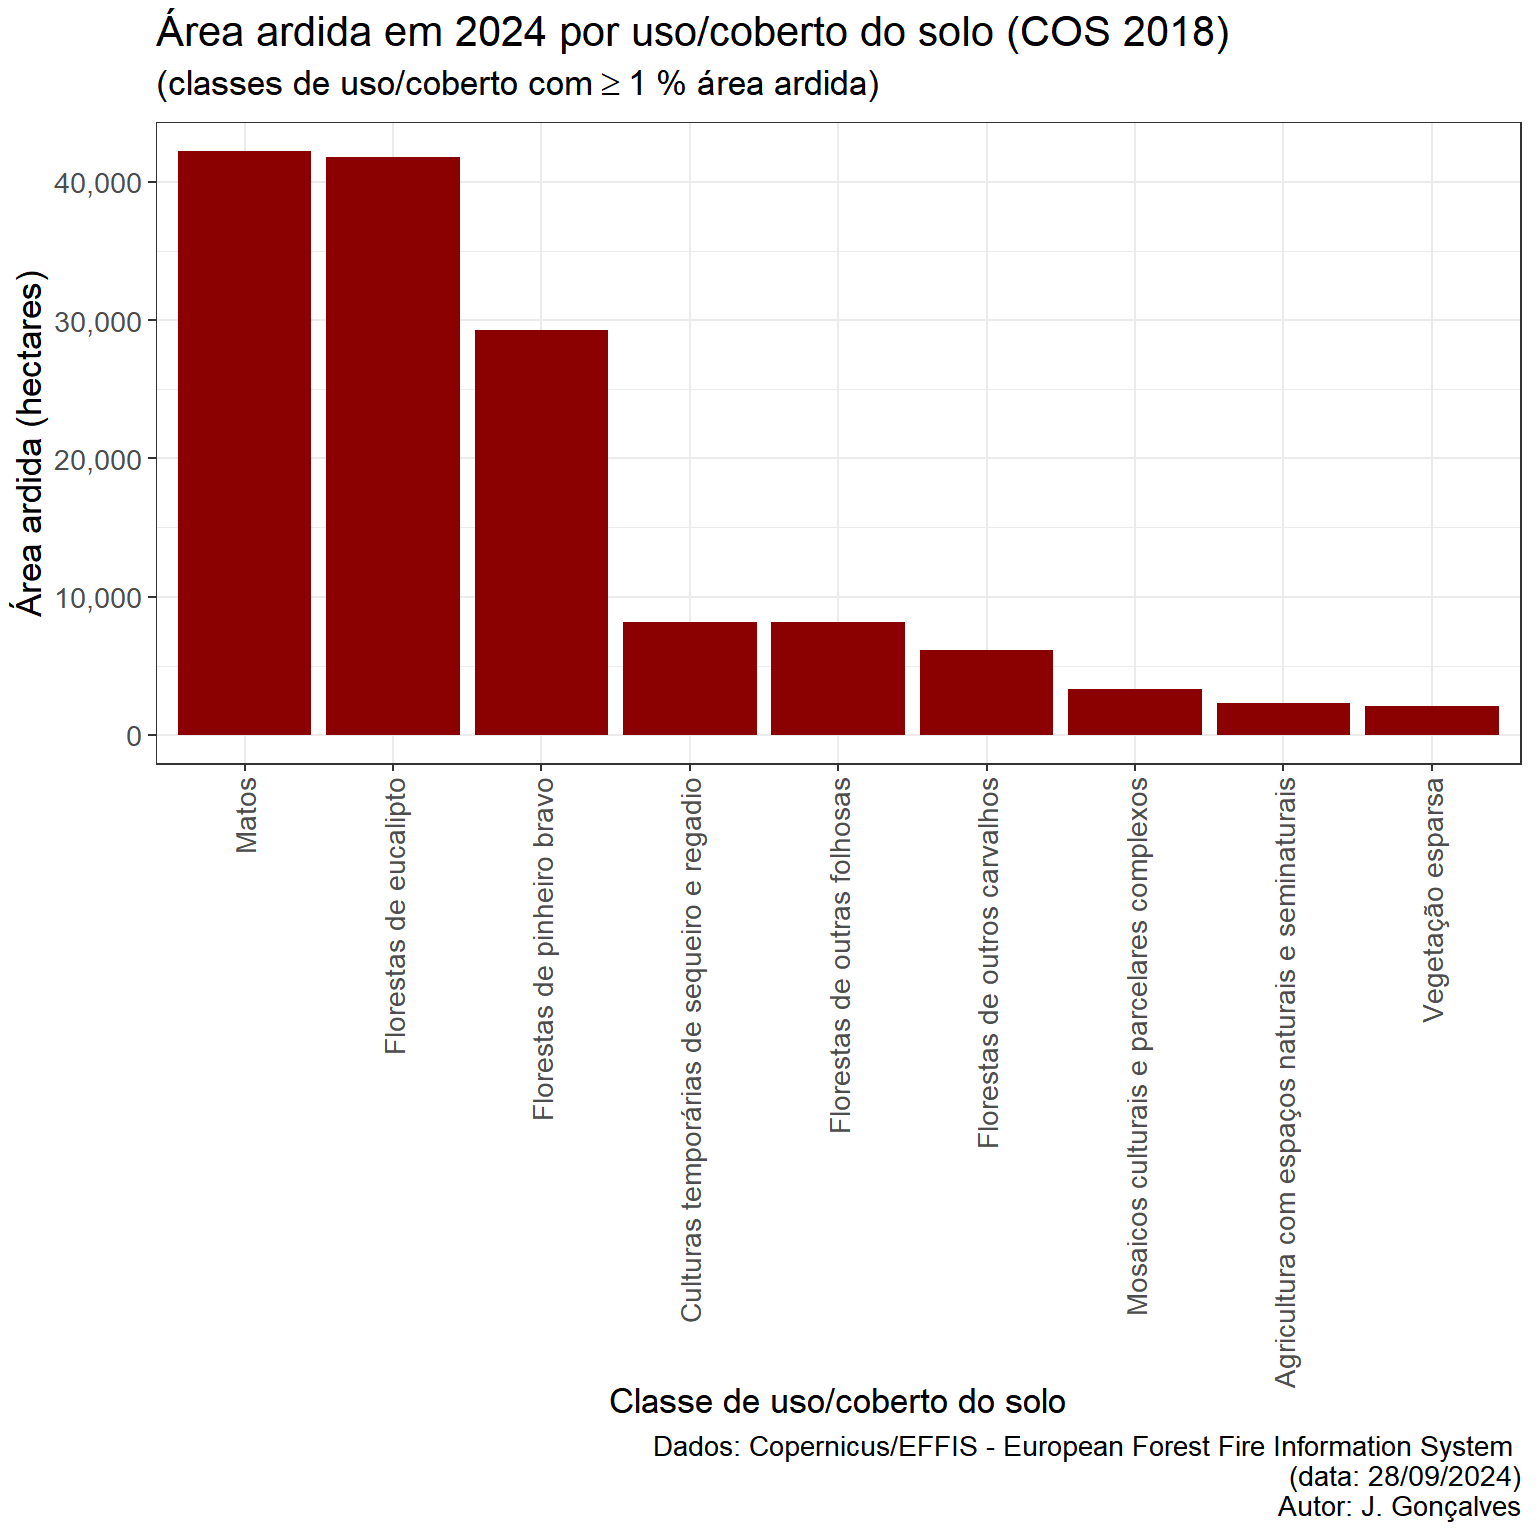 Área ardida em 2024 por uso/coberto do solo (COS 2018)
(classes de uso/coberto com ≥ 1 % área ardida)
Área ardida (hectares)
40,000
30,000
20,000
10,000
0
Matos
Florestas de eucalipto
Florestas de pinheiro bravo
Culturas temporárias de sequeiro e regadio
Florestas de outras folhosas
Florestas de outros carvalhos
Mosaicos culturais e parcelares complexos
Agricultura com espaços naturais e seminaturais
Vegetação esparsa
Classe de uso/coberto do solo
Dados: Copernicus/EFFIS - European Forest Fire Information System
(data: 28/09/2024)
Autor: J. Gonçalves